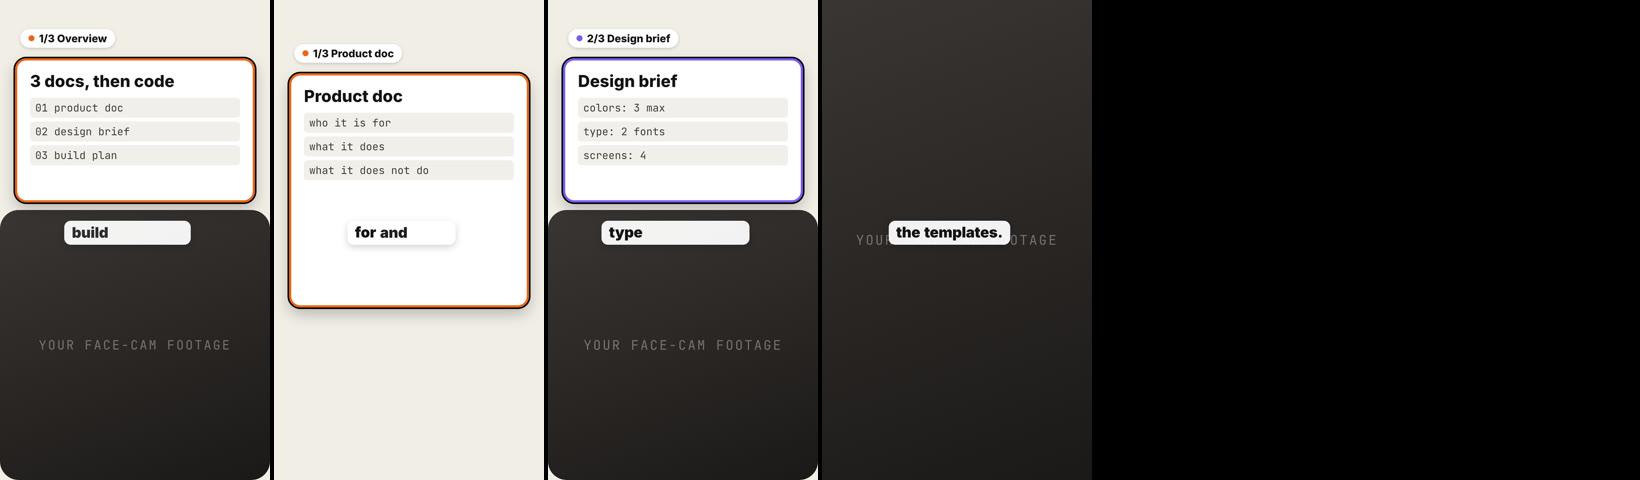 1/3 Overview
3 docs, then code
01 product doc
02 design brief
03 build plan
build
YOUR FACE-CAM FOOTAGE
1/3 Product doc
Product doc
who it is for
what it does
what it does not do
for and
2/3 Design brief
Design brief
colors: 3 max
type: 2 fonts
screens: 4
type
YOUR FACE-CAM FOOTAGE
the templates.
YOUR OTAGE